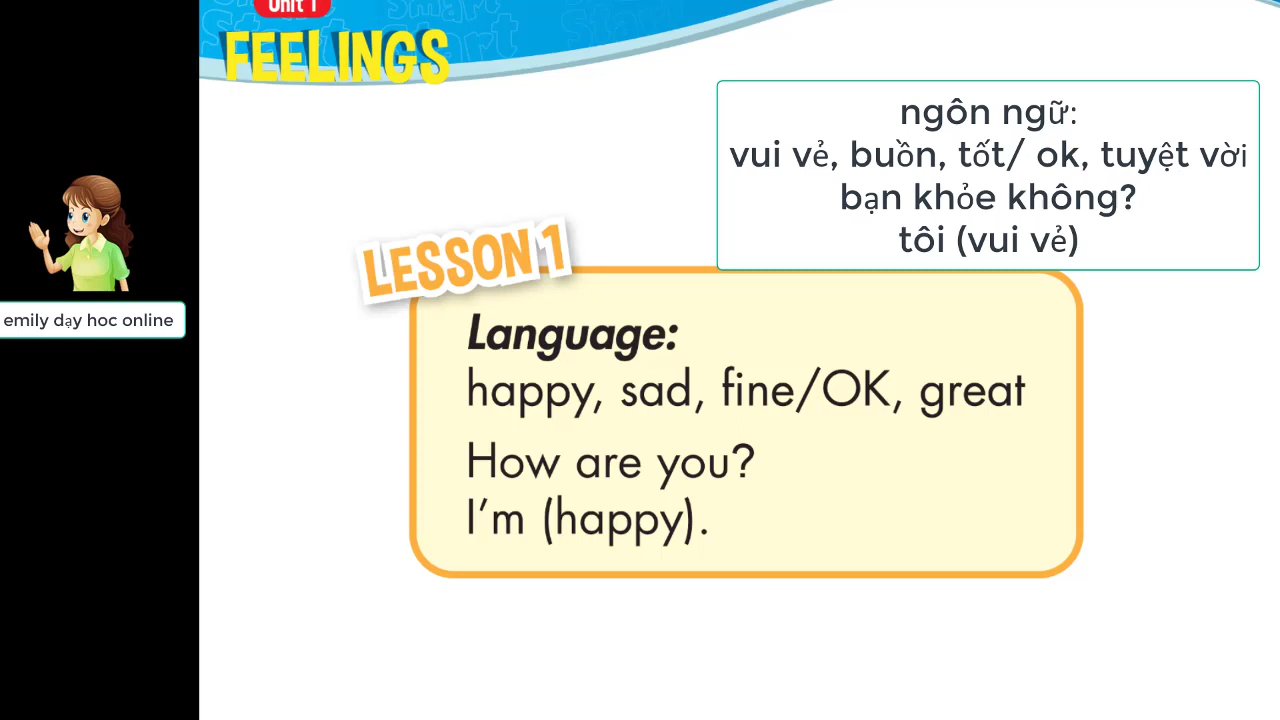 Unit 1
FEELINGS
ngôn ngữ:
vui vẻ, buồn, tốt/ ok, tuyệt vời
bạn khỏe không?
tôi (vui vẻ)
LESSON 1
Language:
happy, sad, fine/OK, great
How are you?
I'm (happy).
emily dạy hoc online